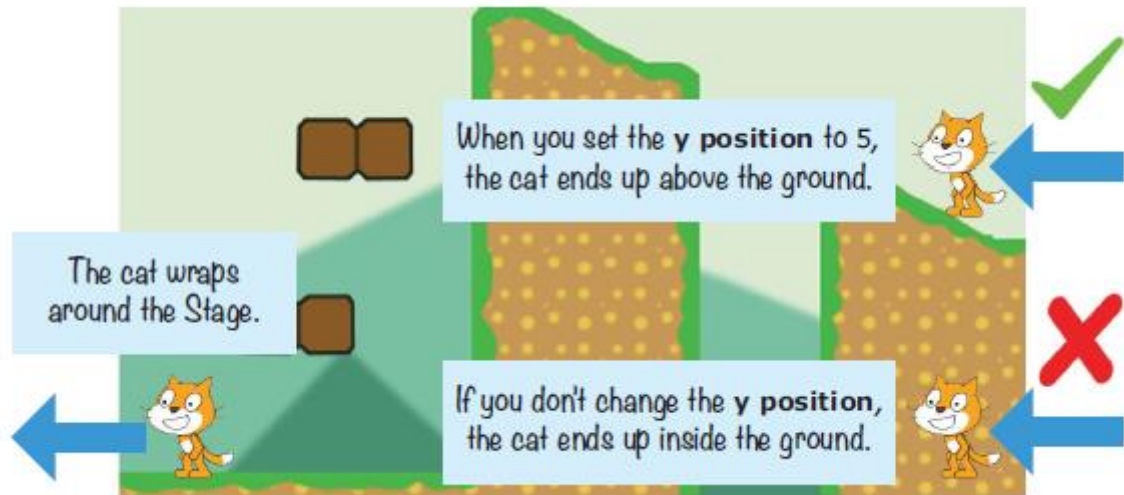 When you set the y position to 5,
the cat ends up above the ground.
The cat wraps
around the Stage.
If you don't change the y position,
the cat ends up inside the ground.